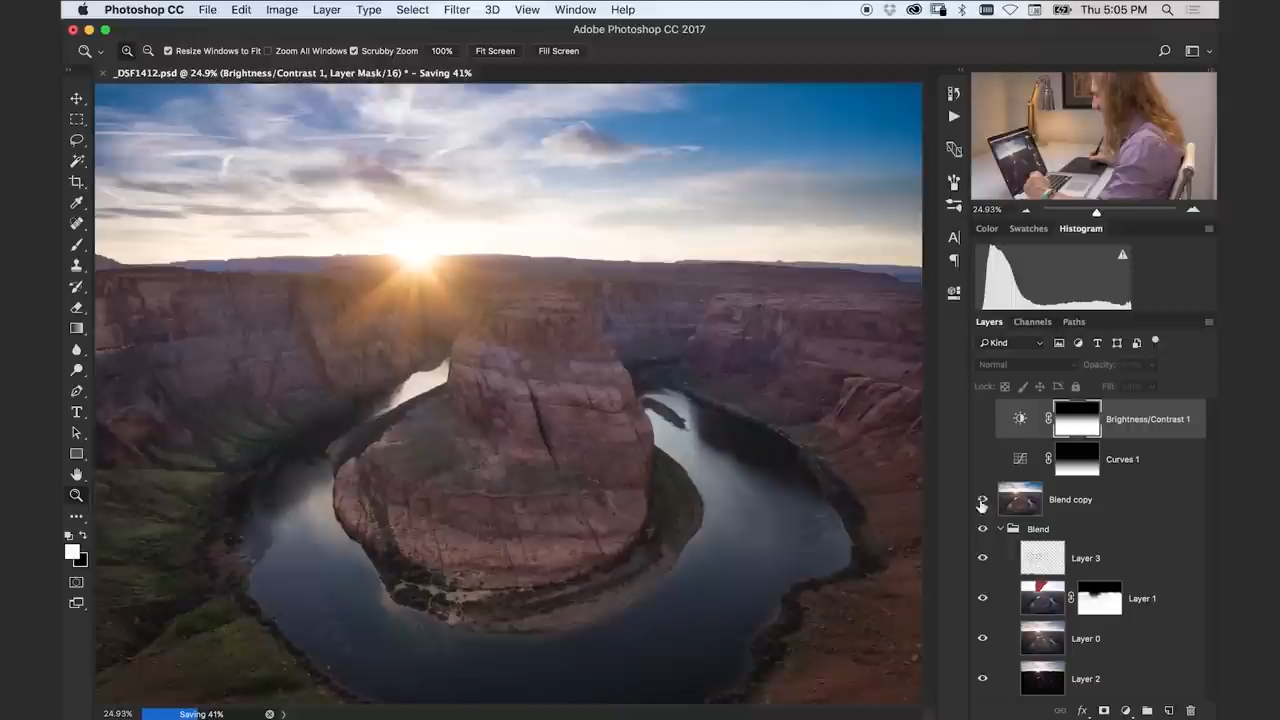 Photoshop CC File Edit Image Layer Type Select Filter 3D View Window Help Thu 5:05 PM
Adobe Photoshop CC 2017
Resize Windows to Fit Zoom All Windows Scrubby Zoom 100% Fit Screen Fill Screen
_DSF1412.psd @ 24.9% (Brightness/Contrast 1, Layer Mask/16) * - Saving 41%
24.93%
Color Swatches Histogram
Layers Channels Paths
Kind
Normal Opacity: 100%
Lock: Fill: 100%
Brightness/Contrast 1
Curves 1
Blend copy
Blend
Layer 3
Layer 1
Layer 0
Layer 2
24.93% Saving 41%
fx